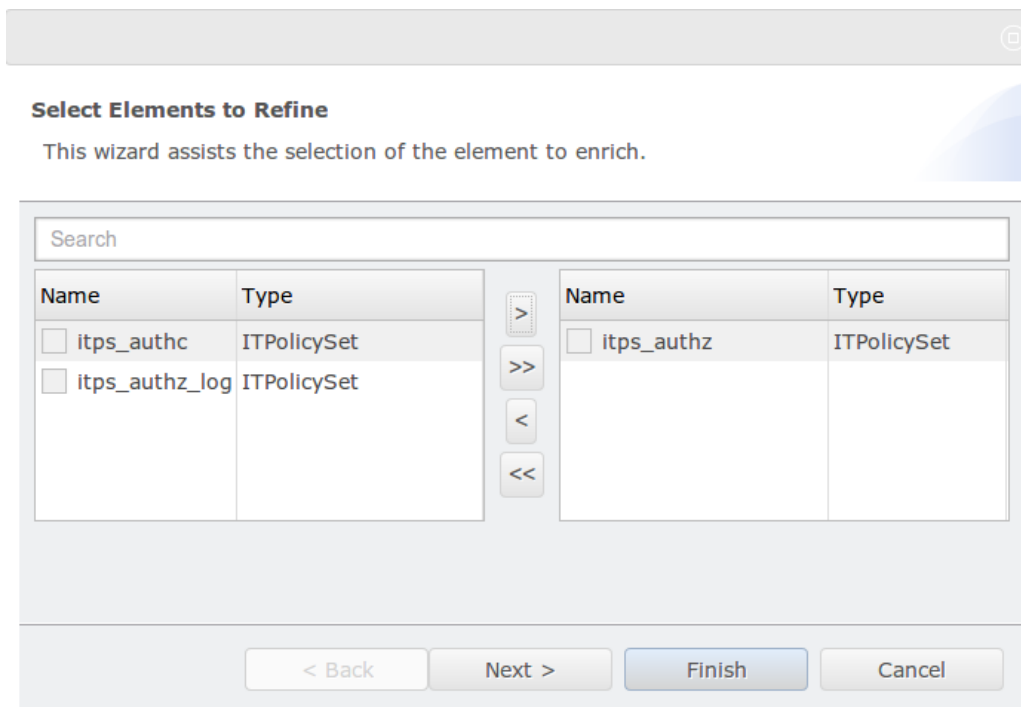 Select Elements to Refine
This wizard assists the selection of the element to enrich.
Search
Name Type > Name Type
itps_authc ITPolicySet itps_authz ITPolicySet
>>
itps_authz_log ITPolicySet
<
<<
< Back Next > Finish Cancel